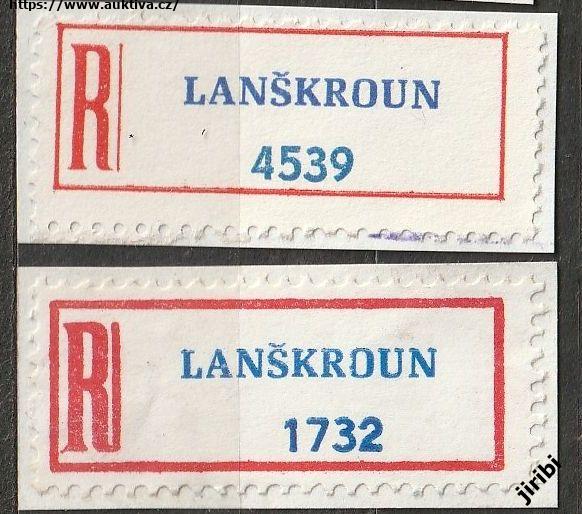 https://www.auktiva.cz/
R
LANŠKROUN
4539
R
LANŠKROUN
1732
jiribi